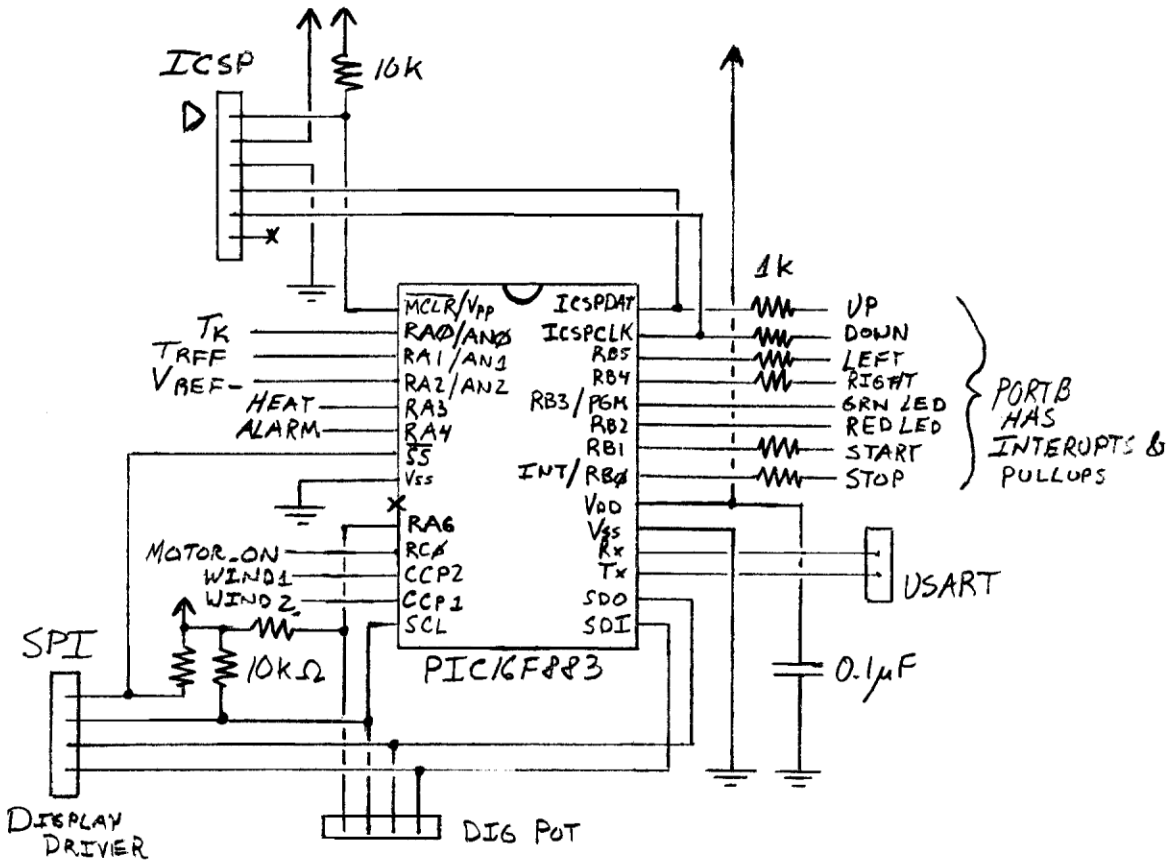 ICSP
10K
1K
MCLR/VPP
RA0/AN0
RA1/AN1
RA2/AN2
RA3
RA4
SS
VSS
RA6
RC0
CCP2
CCP1
SCL
TK
TREF
VREF-
HEAT
ALARM
MOTOR_ON
WIND1
WIND2
ICSPDAT
ICSPCLK
RB5
RB4
RB3/PGM
RB2
RB1
INT/RB0
VDD
VSS
Rx
Tx
SDO
SDI
UP
DOWN
LEFT
RIGHT
GRN LED
RED LED
START
STOP
PORTB
HAS
INTERUPTS &
PULLUPS
USART
PIC16F883
0.1µF
SPI
10KΩ
DISPLAY
DRIVER
DIG POT